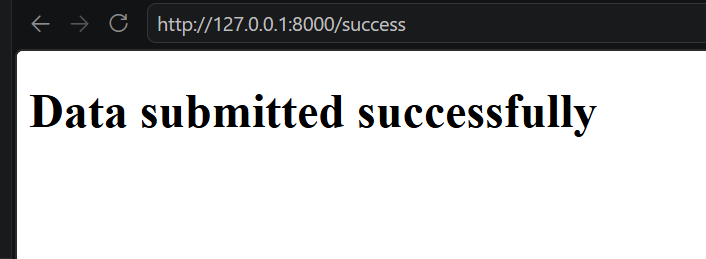 http://127.0.0.1:8000/success
Data submitted successfully